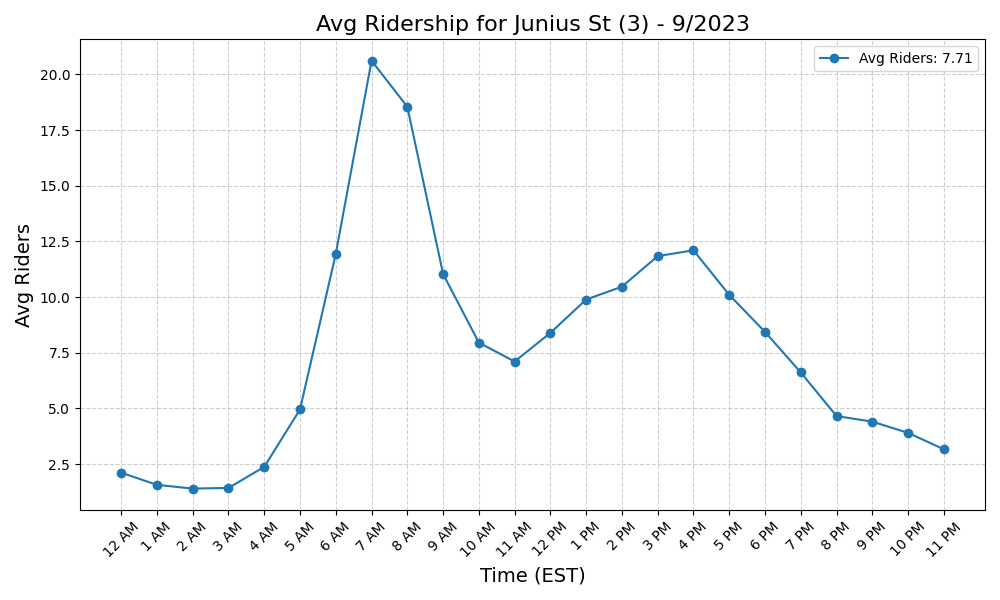 Avg Ridership for Junius St (3) - 9/2023
Avg Riders: 7.71
Avg Riders
20.0
17.5
15.0
12.5
10.0
7.5
5.0
2.5
12 AM
1 AM
2 AM
3 AM
4 AM
5 AM
6 AM
7 AM
8 AM
9 AM
10 AM
11 AM
12 PM
1 PM
2 PM
3 PM
4 PM
5 PM
6 PM
7 PM
8 PM
9 PM
10 PM
11 PM
Time (EST)